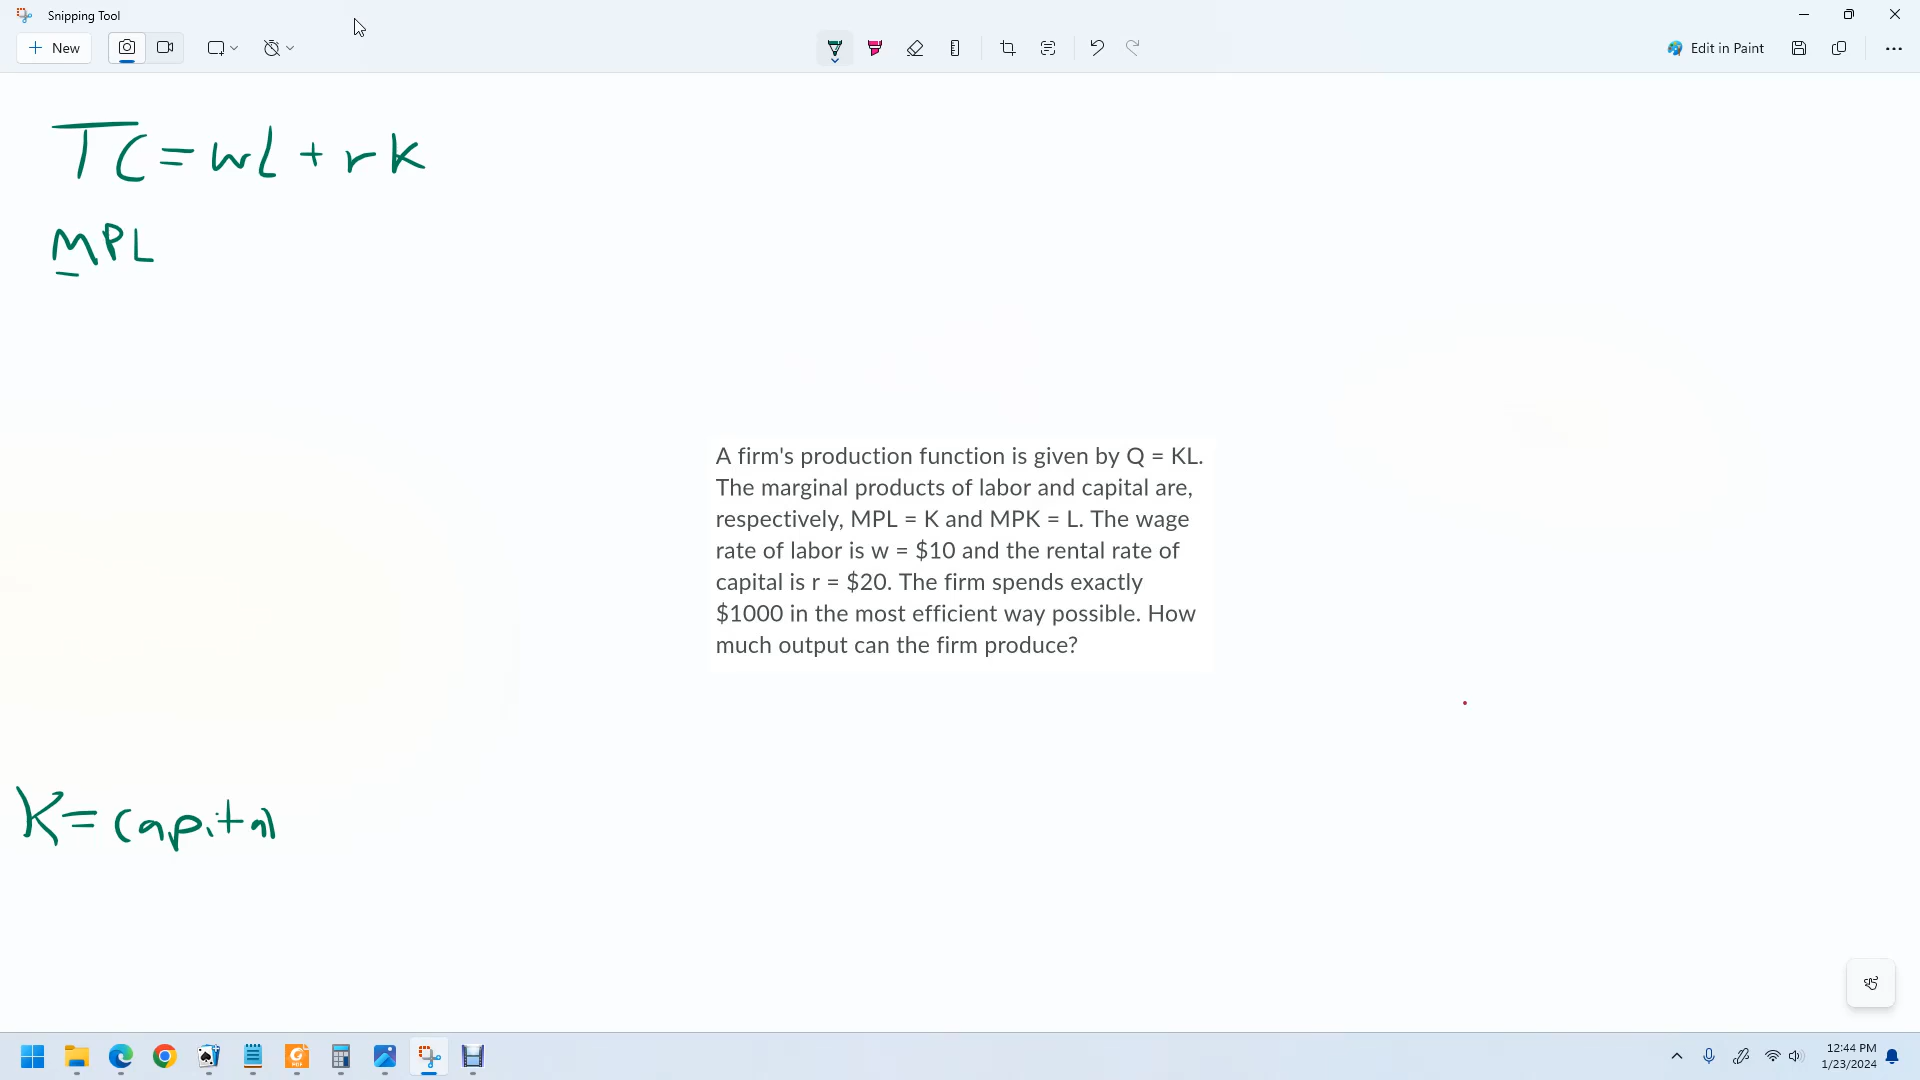 Snipping Tool
New
Edit in Paint
TC = wL + rK
MPL
A firm's production function is given by Q = KL.
The marginal products of labor and capital are,
respectively, MPL = K and MPK = L. The wage
rate of labor is w = $10 and the rental rate of
capital is r = $20. The firm spends exactly
$1000 in the most efficient way possible. How
much output can the firm produce?
K = capital
12:44 PM
1/23/2024